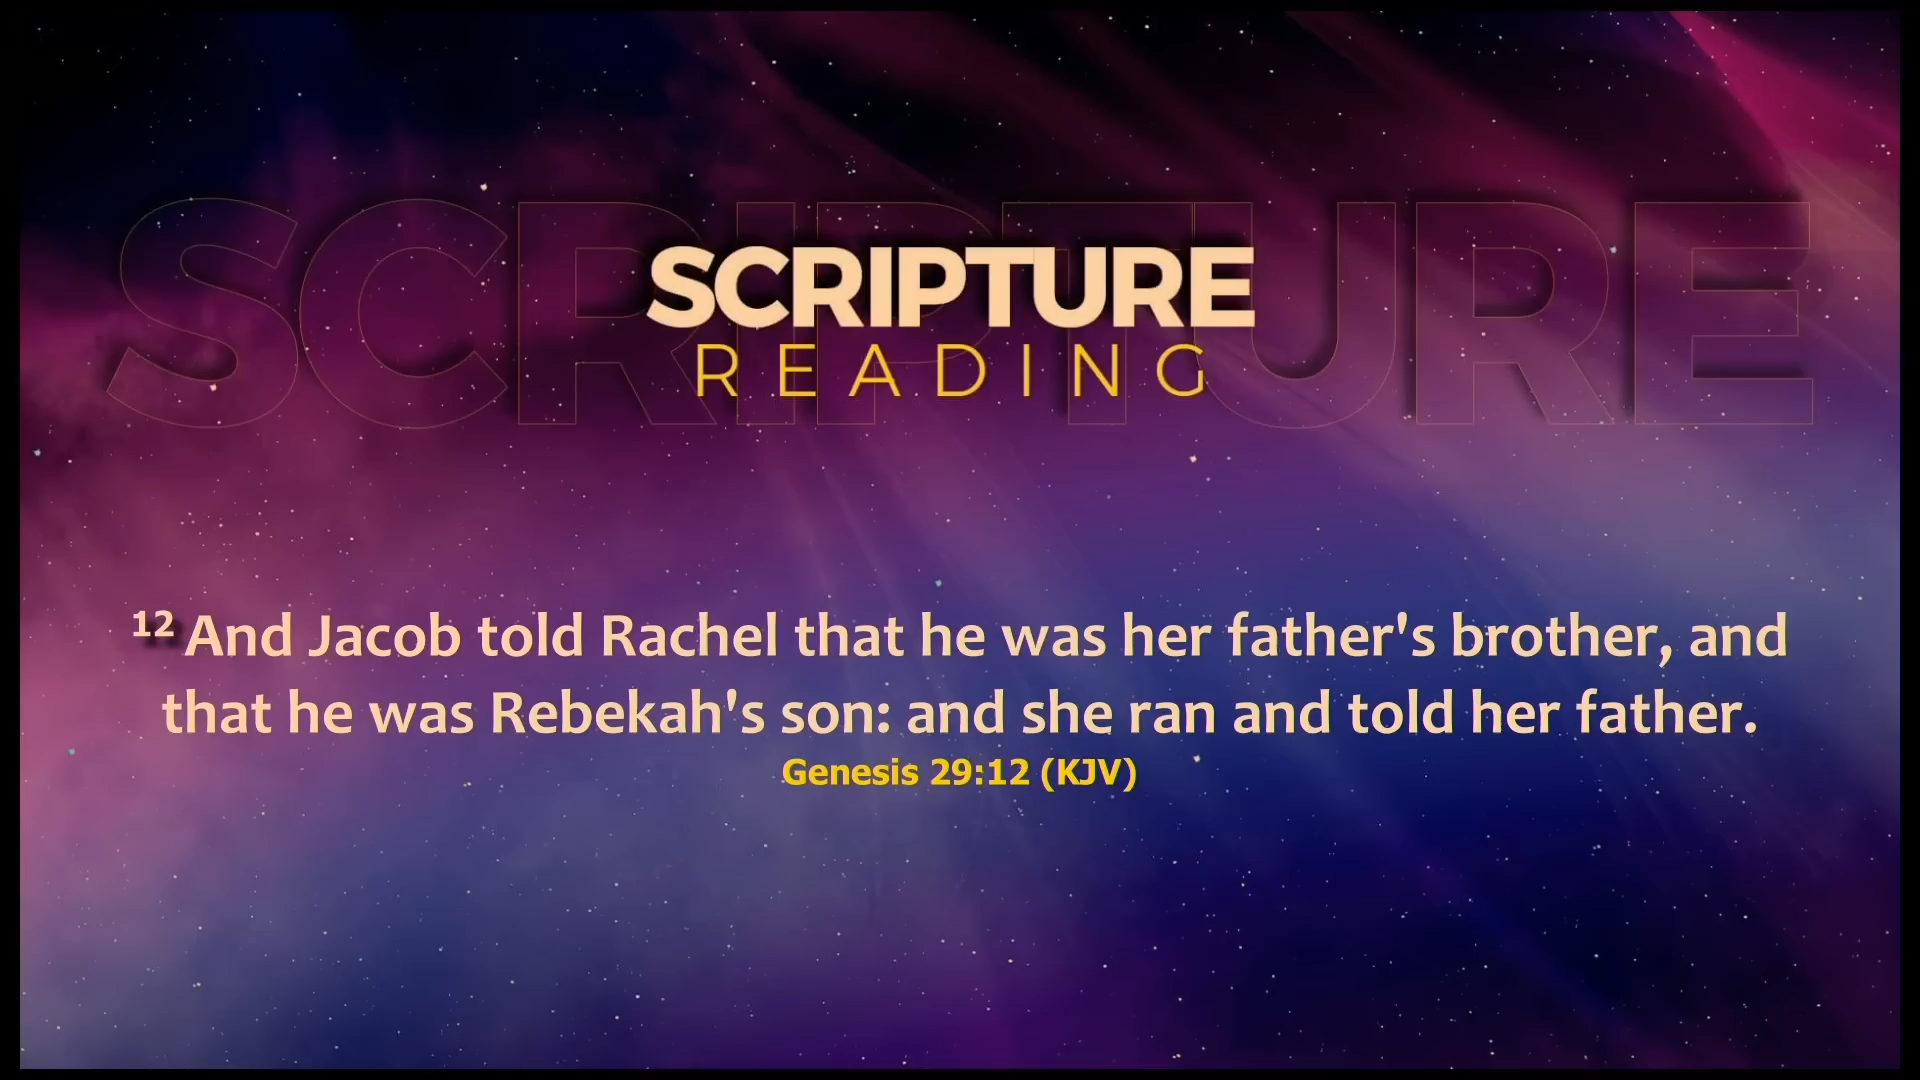 SCRIPTURE
SCRIPTURE
READING
12 And Jacob told Rachel that he was her father's brother, and
that he was Rebekah's son: and she ran and told her father.
Genesis 29:12 (KJV)